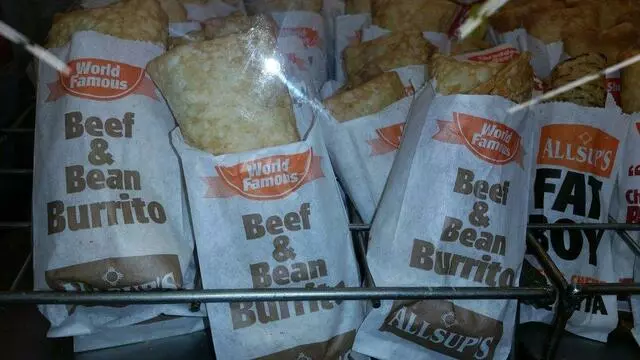 World
Famous
Beef
&
Bean
Burrito
World
Famous
Beef
&
Bean
Burrito
World
Famous
Beef
& Bean
Burrito
ALLSUP'S
ALLSUP'S
FAT
BOY